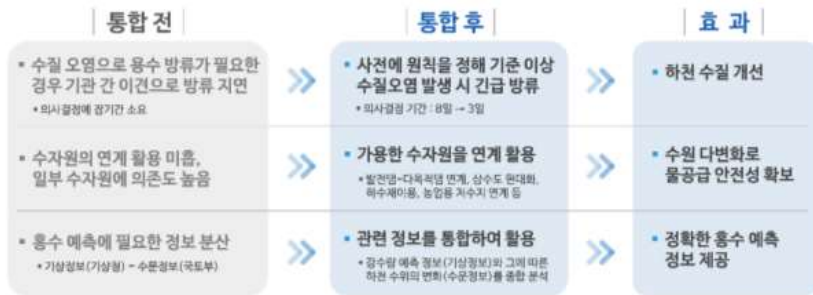 통합 전
통합 후
효 과
▪ 수질 오염으로 용수 방류가 필요한
경우 기관 간 이견으로 방류 지연
* 의사결정에 장기간 소요
▪ 사전에 원칙을 정해 기준 이상
수질오염 발생 시 긴급 방류
* 의사결정 기간 : 8일 → 3일
▪ 하천 수질 개선
▪ 수자원의 연계 활용 미흡,
일부 수자원에 의존도 높음
▪ 가용한 수자원을 연계 활용
* 발전댐-다목적댐 연계, 상수도 현대화,
하수재이용, 농업용 저수지 연계 등
▪ 수원 다변화로
물공급 안전성 확보
▪ 홍수 예측에 필요한 정보 분산
* 기상정보(기상청) - 수문정보(국토부)
▪ 관련 정보를 통합하여 활용
* 강수량 예측 정보(기상정보)와 그에 따른
하천 수위의 변화(수문정보)를 종합 분석
▪ 정확한 홍수 예측
정보 제공